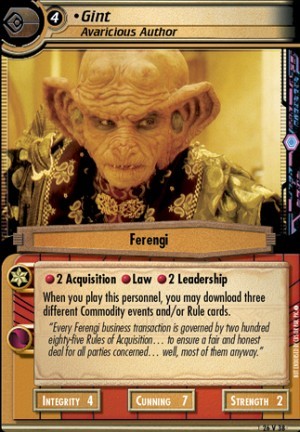 4
•Gint
Avaricious Author
Ferengi
2 Acquisition Law 2 Leadership
When you play this personnel, you may download three
different Commodity events and/or Rule cards.
"Every Ferengi business transaction is governed by two hundred
eighty-five Rules of Acquisition… to ensure a fair and honest
deal for all parties concerned… well, most of them anyway."
INTEGRITY 4 CUNNING 7 STRENGTH 2